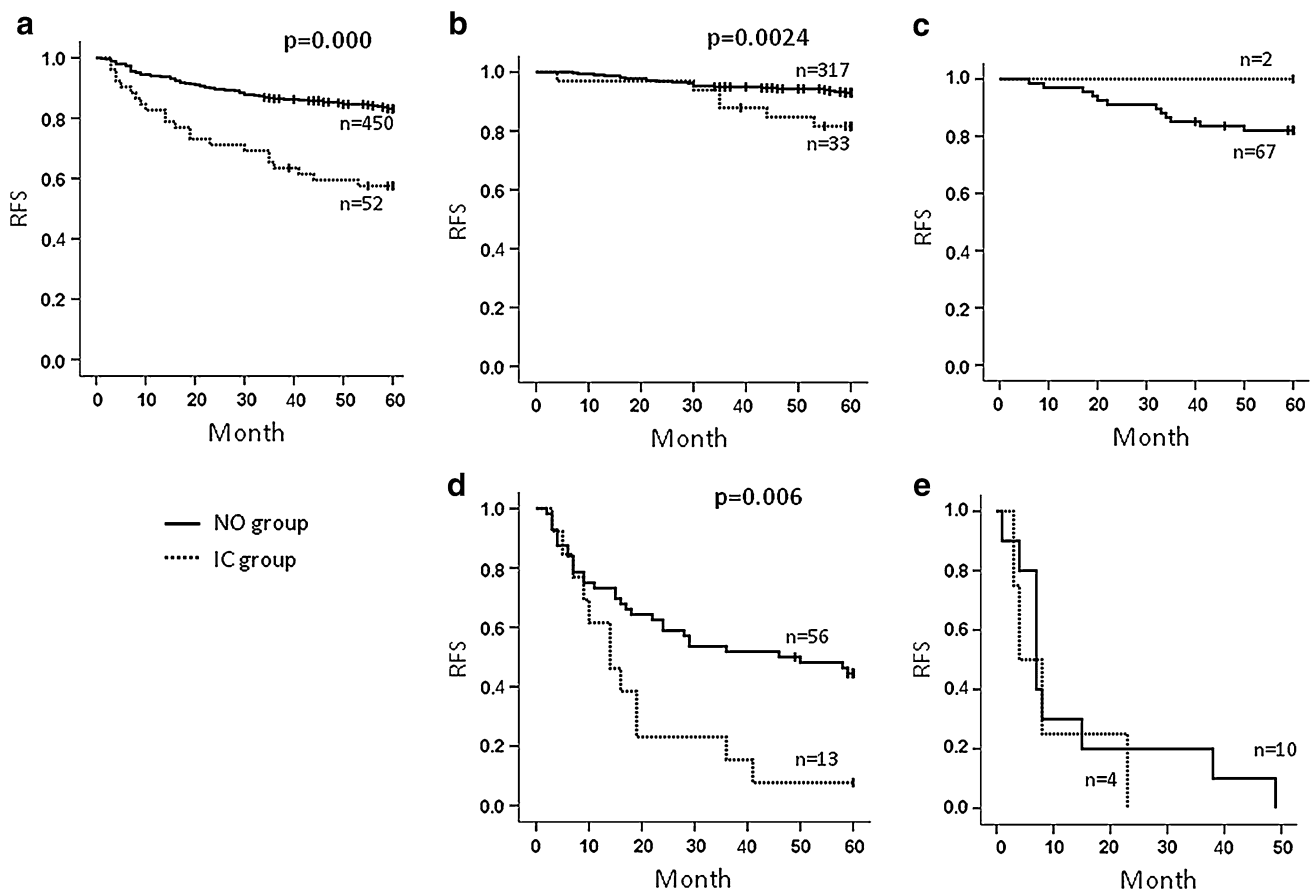 a
p=0.000
1.0
0.8
0.6
0.4
0.2
0.0
RFS
n=450
n=52
0 10 20 30 40 50 60
Month
b
p=0.0024
1.0
0.8
0.6
0.4
0.2
0.0
RFS
n=317
n=33
0 10 20 30 40 50 60
Month
c
1.0
0.8
0.6
0.4
0.2
0.0
RFS
n=2
n=67
0 10 20 30 40 50 60
Month
NO group
IC group
d
p=0.006
1.0
0.8
0.6
0.4
0.2
0.0
RFS
n=56
n=13
0 10 20 30 40 50 60
Month
e
1.0
0.8
0.6
0.4
0.2
0.0
RFS
n=10
n=4
0 10 20 30 40 50
Month